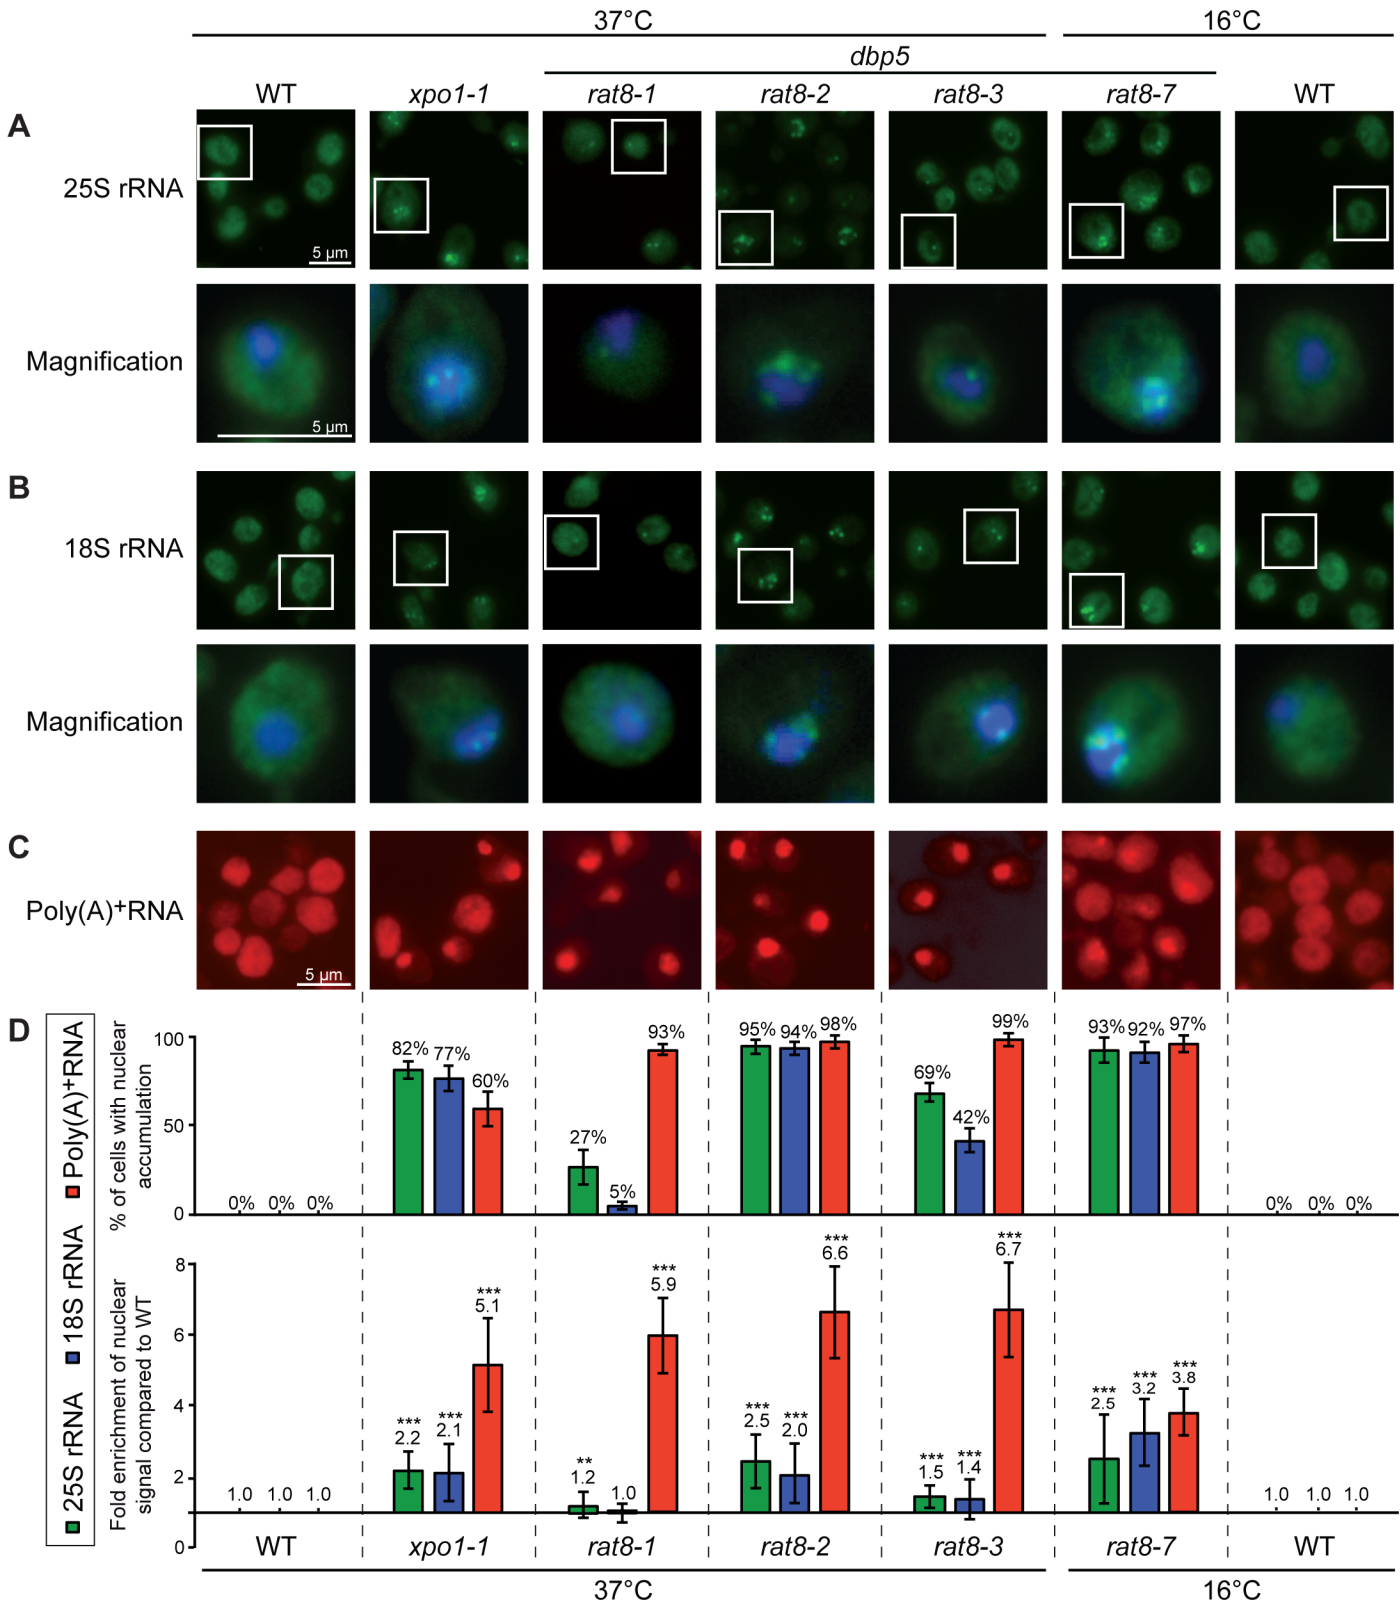 37°C 16°C
dbp5
WT xpo1-1 rat8-1 rat8-2 rat8-3 rat8-7 WT
A
25S rRNA
5 µm
Magnification
5 µm
B
18S rRNA
Magnification
C
Poly(A)+RNA
5 µm
D
25S rRNA 18S rRNA Poly(A)+RNA
% of cells with nuclear
accumulation
100
50
0
0% 0% 0%
82% 77% 60%
27% 5% 93%
95% 94% 98%
69% 42% 99%
93% 92% 97%
0% 0% 0%
Fold enrichment of nuclear
signal compared to WT
8
6
4
2
0
1.0 1.0 1.0
*** *** ***
2.2 2.1 5.1
** ***
1.2 1.0 5.9
*** *** ***
2.5 2.0 6.6
*** *** ***
1.5 1.4 6.7
*** *** ***
2.5 3.2 3.8
1.0 1.0 1.0
WT xpo1-1 rat8-1 rat8-2 rat8-3 rat8-7 WT
37°C 16°C